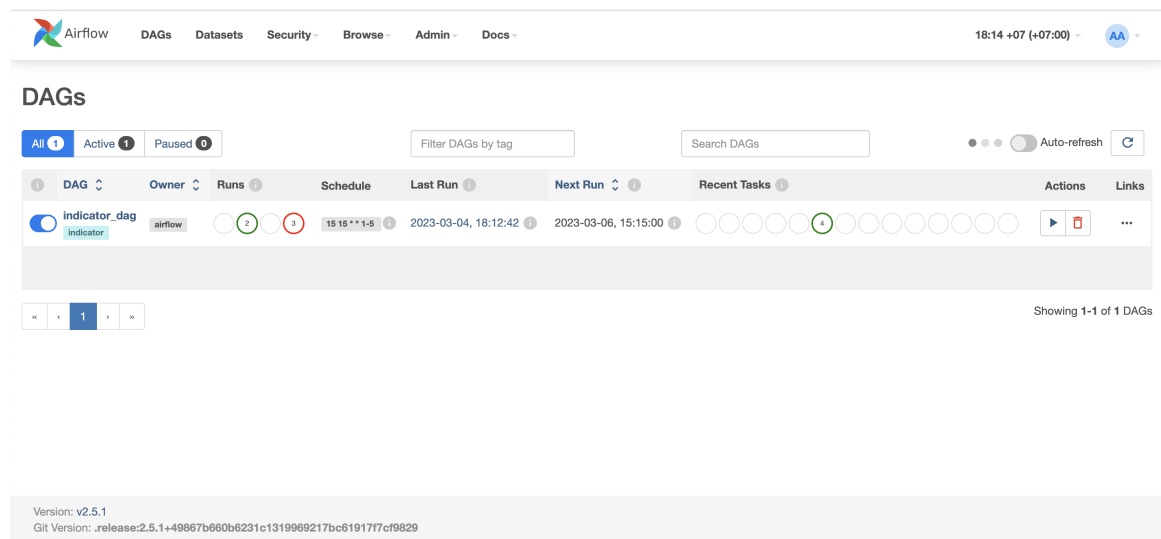 Airflow DAGs Datasets Security Browse Admin Docs 18:14 +07 (+07:00) AA
DAGs
All 1 Active 1 Paused 0 Filter DAGs by tag Search DAGs Auto-refresh
i DAG Owner Runs i Schedule Last Run i Next Run i Recent Tasks i Actions Links
indicator_dag
indicator
airflow 2 3 15 15 * * 1-5 i 2023-03-04, 18:12:42 i 2023-03-06, 15:15:00 i 4 ...
« ‹ 1 › » Showing 1-1 of 1 DAGs
Version: v2.5.1
Git Version: .release:2.5.1+49867b660b6231c1319969217bc61917f7cf9829